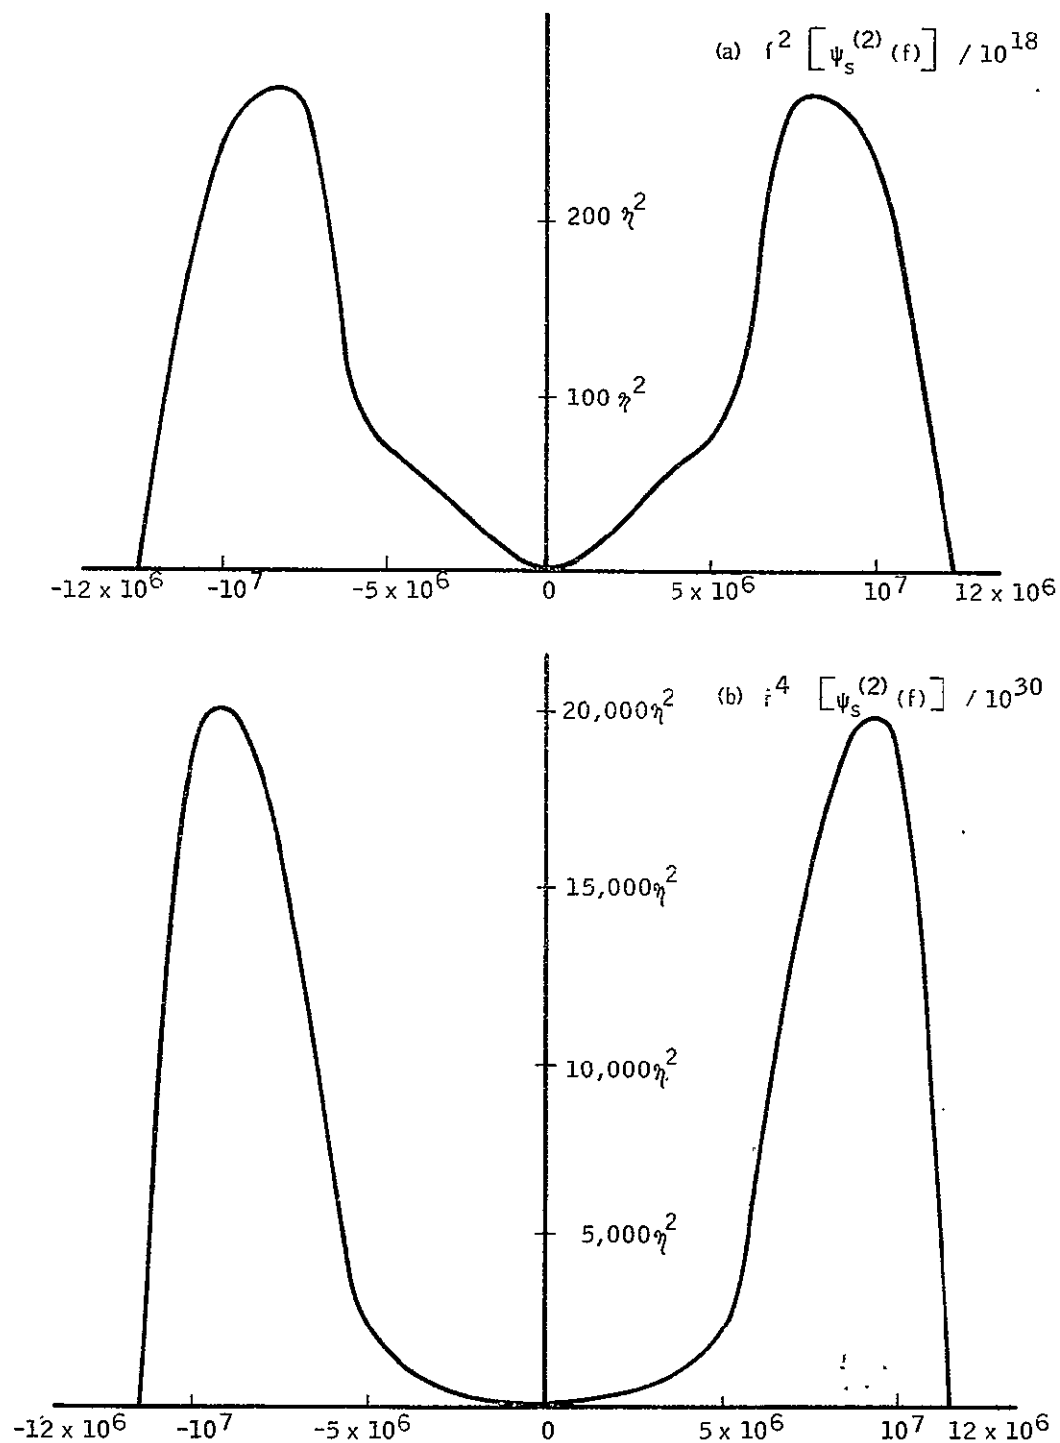 (a) f² [ψₛ⁽²⁾(f)] / 10¹⁸
200 η²
100 η²
-12 x 10⁶ -10⁷ -5 x 10⁶ 0 5 x 10⁶ 10⁷ 12 x 10⁶
(b) f⁴ [ψₛ⁽²⁾(f)] / 10³⁰
20,000η²
15,000η²
10,000η²
5,000η²
-12 x 10⁶ -10⁷ -5 x 10⁶ 0 5 x 10⁶ 10⁷ 12 x 10⁶